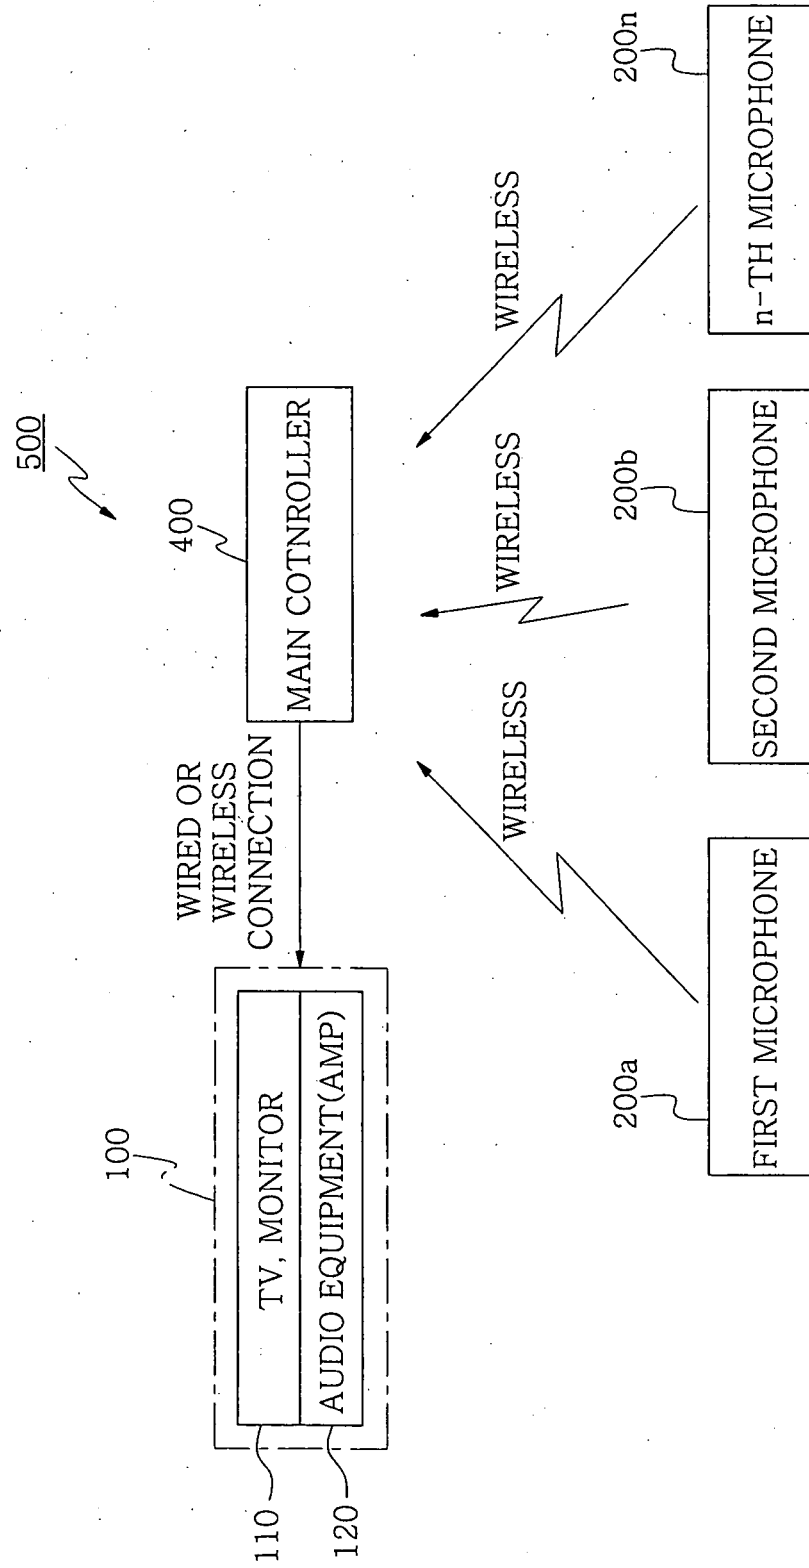 500
100
400
WIRED OR
WIRELESS
CONNECTION
110
TV, MONITOR
120
AUDIO EQUIPMENT(AMP)
MAIN COTNROLLER
WIRELESS
WIRELESS
WIRELESS
200a
FIRST MICROPHONE
200b
SECOND MICROPHONE
200n
n-TH MICROPHONE